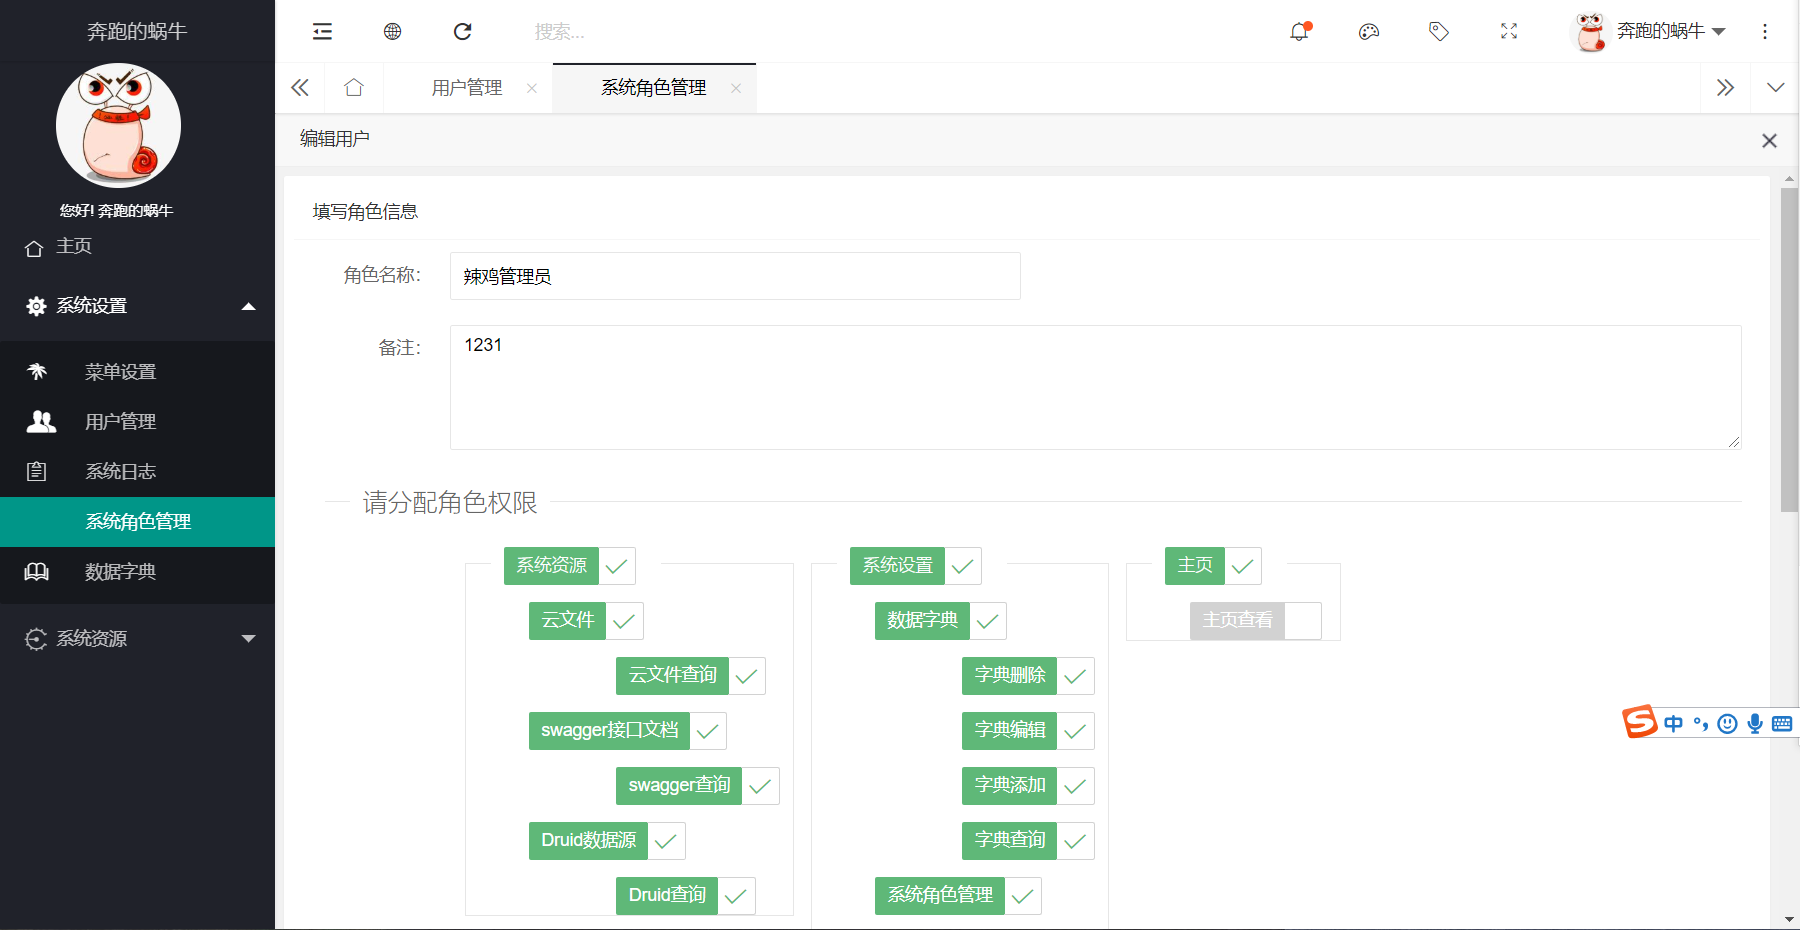 奔跑的蜗牛
搜索...
奔跑的蜗牛
用户管理
系统角色管理
编辑用户
您好! 奔跑的蜗牛
主页
系统设置
菜单设置
用户管理
系统日志
系统角色管理
数据字典
系统资源
填写角色信息
角色名称:
辣鸡管理员
备注:
1231
请分配角色权限
系统资源
云文件
云文件查询
swagger接口文档
swagger查询
Druid数据源
Druid查询
系统设置
数据字典
字典删除
字典编辑
字典添加
字典查询
系统角色管理
主页
主页查看
S 中 °,